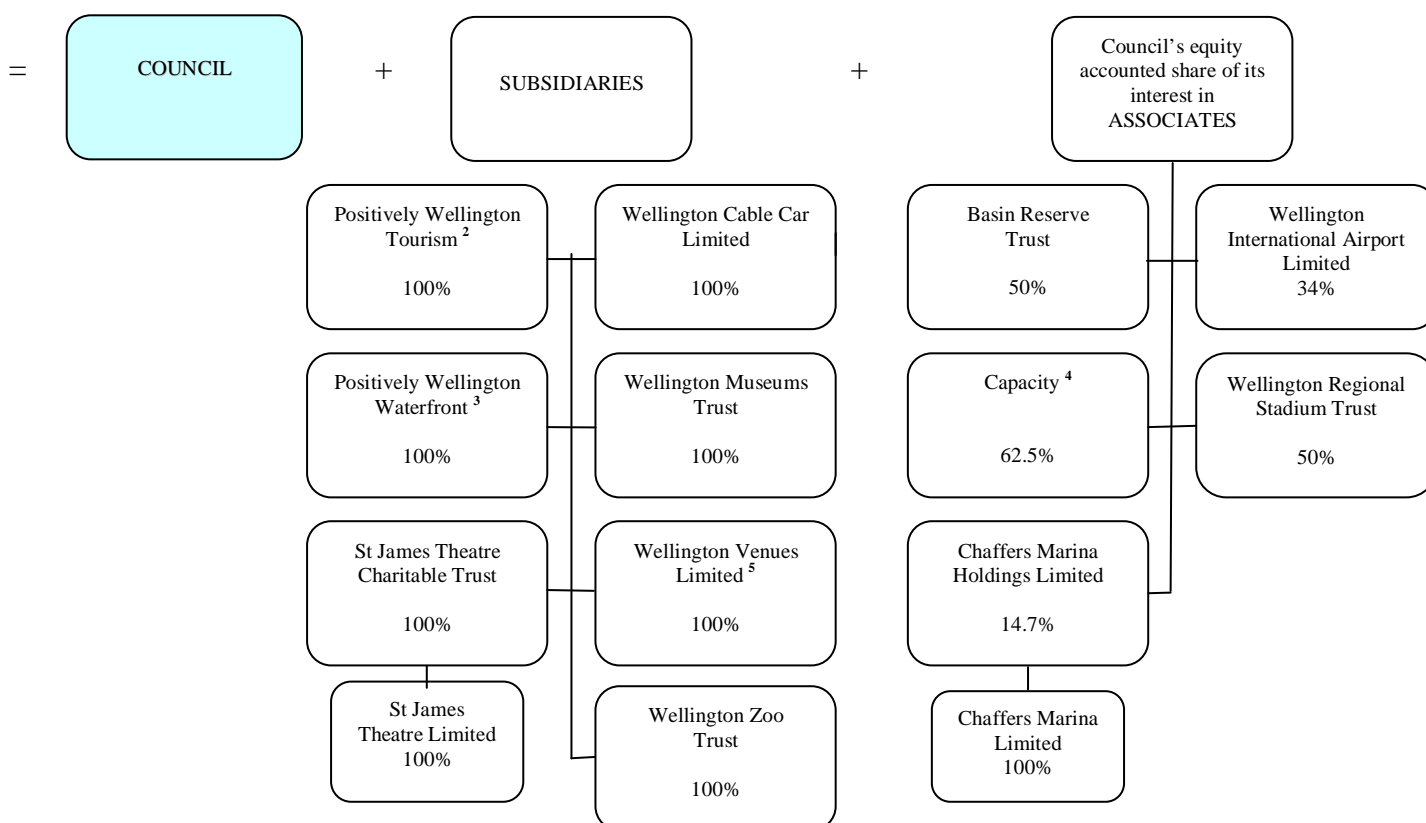 =
COUNCIL
+
SUBSIDIARIES
+
Council’s equity
accounted share of its
interest in
ASSOCIATES
Positively Wellington
Tourism 2
100%
Wellington Cable Car
Limited
100%
Basin Reserve
Trust
50%
Wellington
International Airport
Limited
34%
Positively Wellington
Waterfront 3
100%
Wellington Museums
Trust
100%
Capacity 4
62.5%
Wellington Regional
Stadium Trust
50%
St James Theatre
Charitable Trust
100%
Wellington Venues
Limited 5
100%
Chaffers Marina
Holdings Limited
14.7%
St James
Theatre Limited
100%
Wellington Zoo
Trust
100%
Chaffers Marina
Limited
100%